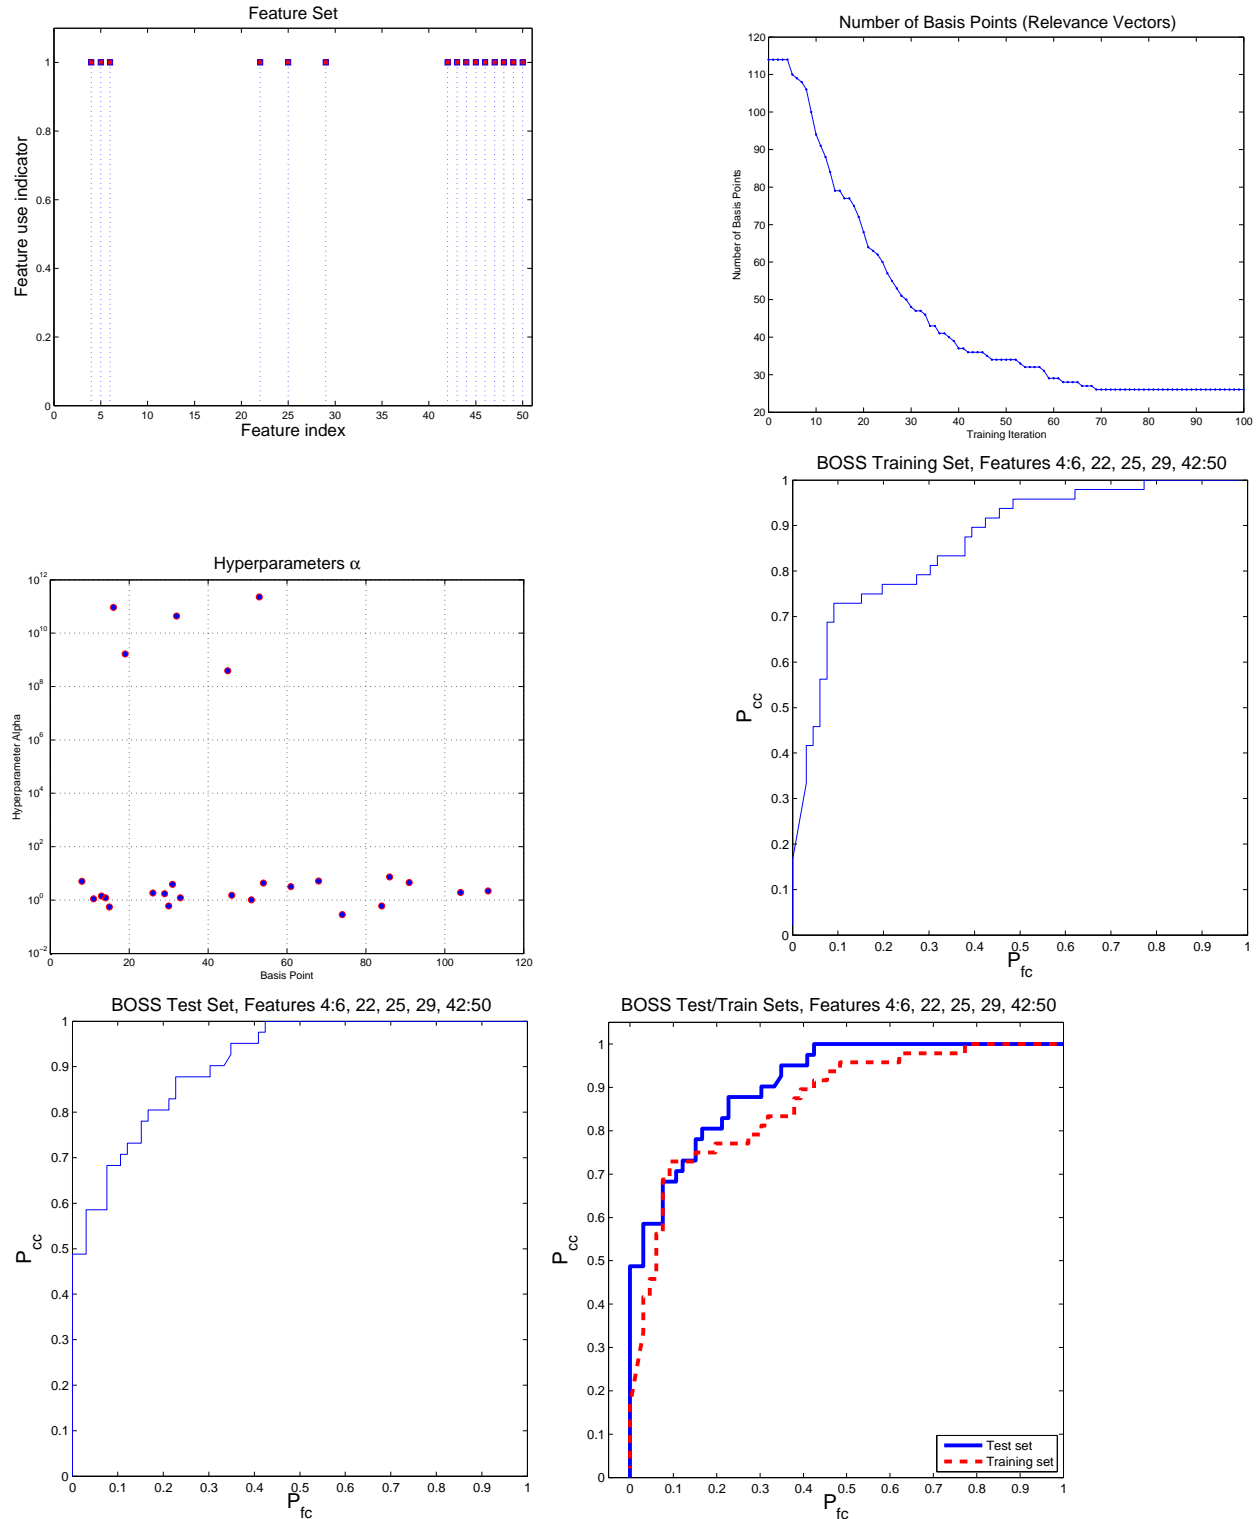 Feature Set
1
0.8
0.6
0.4
0.2
0
Feature use indicator
0 5 10 15 20 25 30 35 40 45 50
Feature index
Number of Basis Points (Relevance Vectors)
120
110
100
90
80
70
60
50
40
30
20
Number of Basis Points
0 10 20 30 40 50 60 70 80 90 100
Training Iteration
Hyperparameters α
10^12
10^10
10^8
10^6
10^4
10^2
10^0
10^−2
Hyperparameter Alpha
0 20 40 60 80 100 120
Basis Point
BOSS Training Set, Features 4:6, 22, 25, 29, 42:50
1
0.9
0.8
0.7
0.6
0.5
0.4
0.3
0.2
0.1
0
P_cc
0 0.1 0.2 0.3 0.4 0.5 0.6 0.7 0.8 0.9 1
P_fc
BOSS Test Set, Features 4:6, 22, 25, 29, 42:50
1
0.9
0.8
0.7
0.6
0.5
0.4
0.3
0.2
0.1
0
P_cc
0 0.1 0.2 0.3 0.4 0.5 0.6 0.7 0.8 0.9 1
P_fc
BOSS Test/Train Sets, Features 4:6, 22, 25, 29, 42:50
1
0.9
0.8
0.7
0.6
0.5
0.4
0.3
0.2
0.1
0
P_cc
Test set
Training set
0 0.1 0.2 0.3 0.4 0.5 0.6 0.7 0.8 0.9 1
P_fc